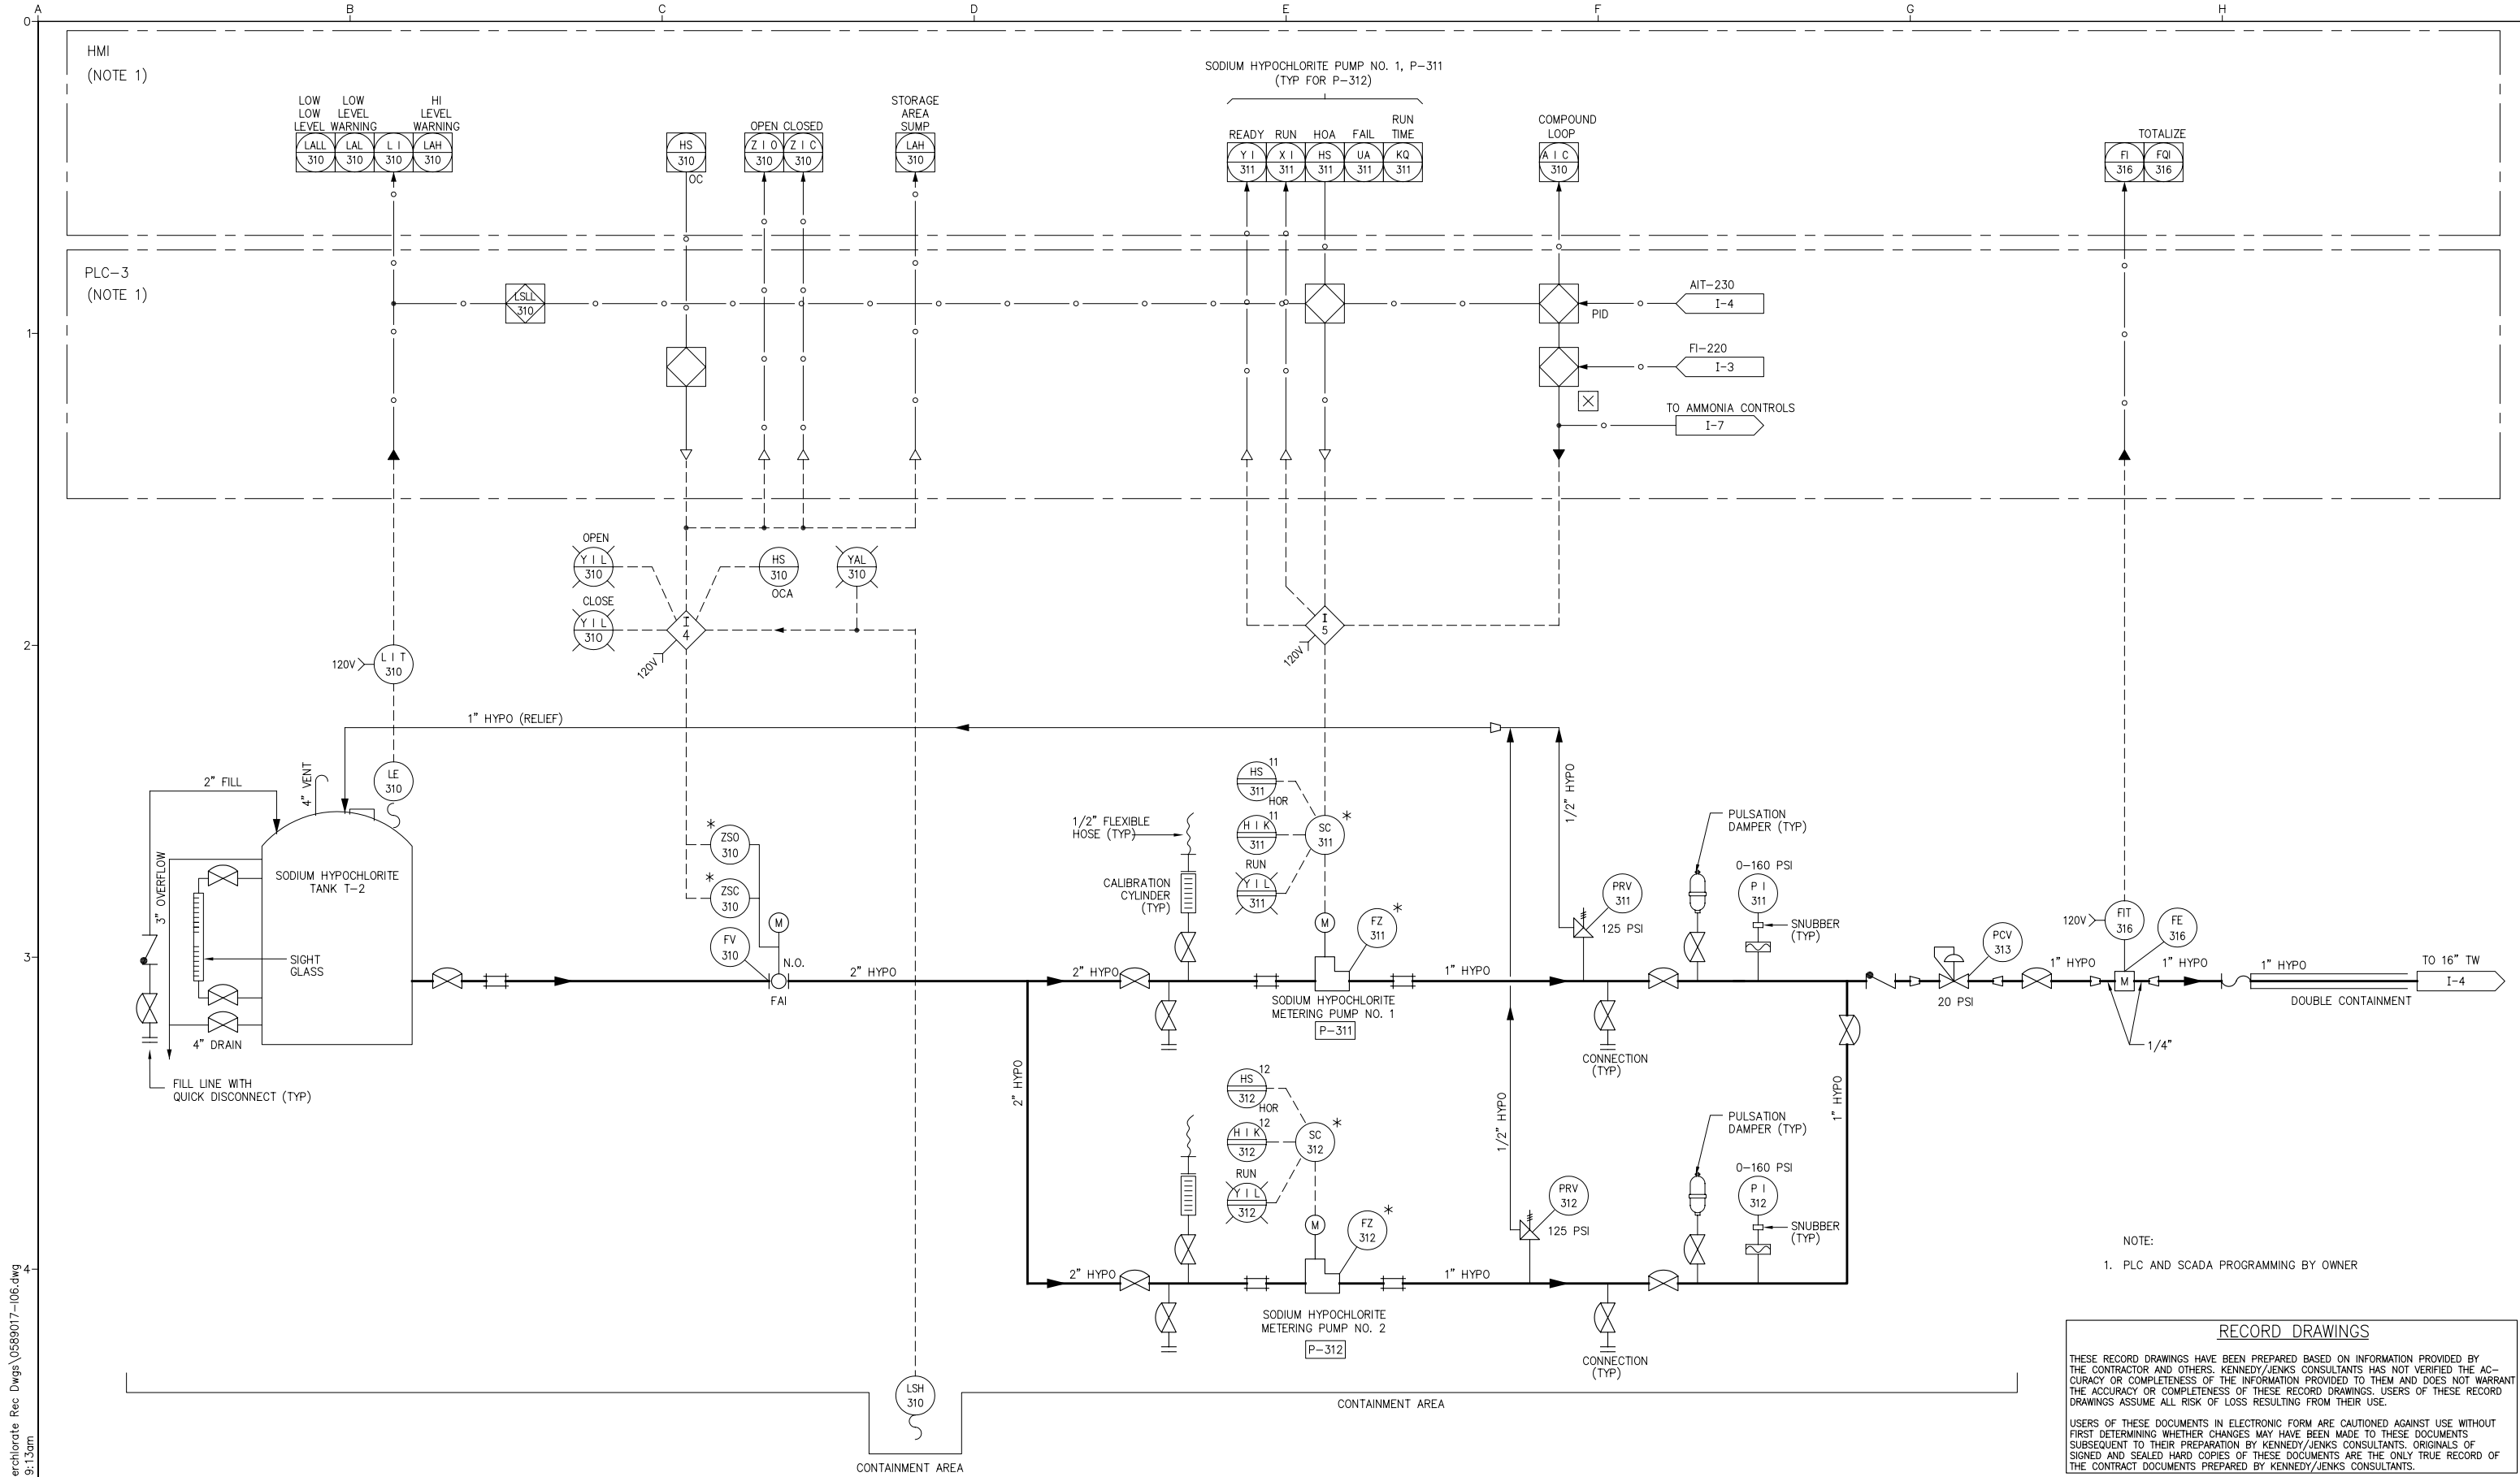 A
B
C
D
E
F
G
H
0
1
2
3
4
HMI
(NOTE 1)
LOW
LOW
LEVEL
LOW
LEVEL
WARNING
HI
LEVEL
WARNING
LALL
310
LAL
310
L I
310
LAH
310
HS
310
OC
OPEN
CLOSED
Z I O
310
Z I C
310
STORAGE
AREA
SUMP
LAH
310
SODIUM HYPOCHLORITE PUMP NO. 1, P-311
(TYP FOR P-312)
READY
RUN
HOA
FAIL
RUN
TIME
Y I
311
X I
311
HS
311
UA
311
KQ
311
COMPOUND
LOOP
A I C
310
TOTALIZE
FI
316
FQI
316
PLC-3
(NOTE 1)
LSLL
310
AIT-230
I-4
PID
FI-220
I-3
TO AMMONIA CONTROLS
I-7
OPEN
Y I L
310
HS
310
OCA
YAL
310
CLOSE
Y I L
310
I
4
120V
I
5
120V
120V
L I T
310
1" HYPO (RELIEF)
2" FILL
4" VENT
LE
310
3" OVERFLOW
SODIUM HYPOCHLORITE
TANK T-2
SIGHT
GLASS
4" DRAIN
FILL LINE WITH
QUICK DISCONNECT (TYP)
*
ZSO
310
*
ZSC
310
M
FV
310
N.O.
FAI
2" HYPO
2" HYPO
2" HYPO
1/2" FLEXIBLE
HOSE (TYP)
CALIBRATION
CYLINDER
(TYP)
HS
311
11
HOR
H I K
311
11
RUN
Y I L
311
SC
311
*
M
FZ
311
*
SODIUM HYPOCHLORITE
METERING PUMP NO. 1
P-311
1" HYPO
1/2" HYPO
PRV
311
125 PSI
CONNECTION
(TYP)
PULSATION
DAMPER (TYP)
0-160 PSI
P I
311
SNUBBER
(TYP)
PCV
313
20 PSI
1" HYPO
120V
FIT
316
FE
316
M
1" HYPO
1/4"
1" HYPO
DOUBLE CONTAINMENT
TO 16" TW
I-4
2" HYPO
HS
312
12
HOR
H I K
312
12
RUN
Y I L
312
SC
312
*
M
FZ
312
*
SODIUM HYPOCHLORITE
METERING PUMP NO. 2
P-312
1" HYPO
1/2" HYPO
PRV
312
125 PSI
CONNECTION
(TYP)
PULSATION
DAMPER (TYP)
0-160 PSI
P I
312
SNUBBER
(TYP)
1" HYPO
LSH
310
CONTAINMENT AREA
CONTAINMENT AREA
NOTE:
1. PLC AND SCADA PROGRAMMING BY OWNER
RECORD DRAWINGS
THESE RECORD DRAWINGS HAVE BEEN PREPARED BASED ON INFORMATION PROVIDED BY
THE CONTRACTOR AND OTHERS. KENNEDY/JENKS CONSULTANTS HAS NOT VERIFIED THE AC-
CURACY OR COMPLETENESS OF THE INFORMATION PROVIDED TO THEM AND DOES NOT WARRANT
THE ACCURACY OR COMPLETENESS OF THESE RECORD DRAWINGS. USERS OF THESE RECORD
DRAWINGS ASSUME ALL RISK OF LOSS RESULTING FROM THEIR USE.
USERS OF THESE DOCUMENTS IN ELECTRONIC FORM ARE CAUTIONED AGAINST USE WITHOUT
FIRST DETERMINING WHETHER CHANGES MAY HAVE BEEN MADE TO THESE DOCUMENTS
SUBSEQUENT TO THEIR PREPARATION BY KENNEDY/JENKS CONSULTANTS. ORIGINALS OF
SIGNED AND SEALED HARD COPIES OF THESE DOCUMENTS ARE THE ONLY TRUE RECORD OF
THE CONTRACT DOCUMENTS PREPARED BY KENNEDY/JENKS CONSULTANTS.
erchlorate Rec Dwgs\0589017-I06.dwg
9:13am